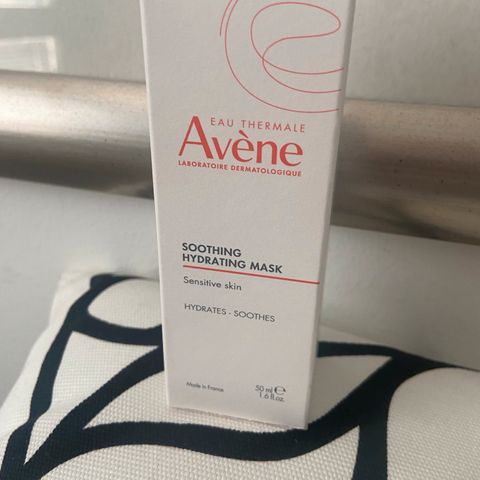 EAU THERMALE
Avène
LABORATOIRE DERMATOLOGIQUE
SOOTHING
HYDRATING MASK
Sensitive skin
HYDRATES - SOOTHES
Made in France
50 ml ℮
1.6 fl.oz.